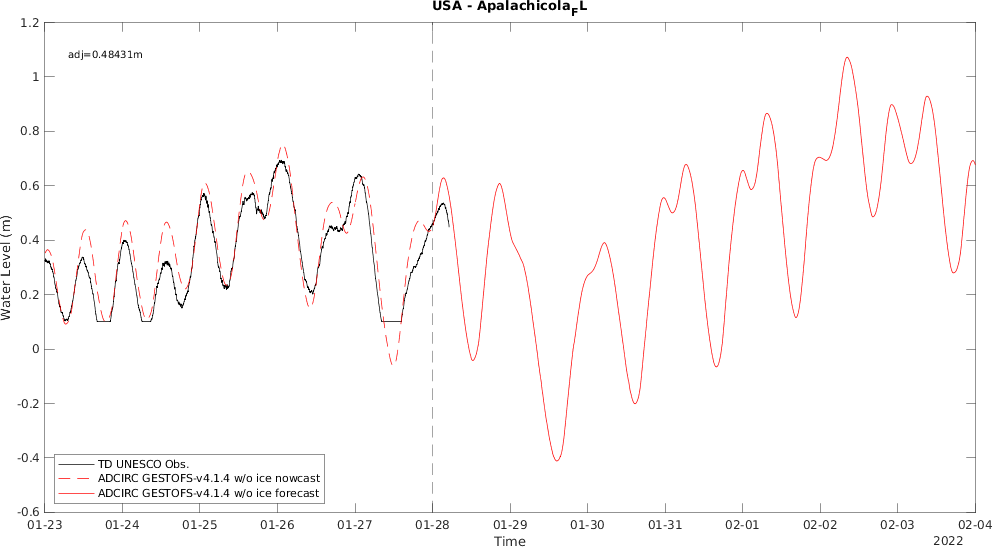 USA - Apalachicola_FL
adj=0.48431m
Water Level (m)
1.2
1
0.8
0.6
0.4
0.2
0
-0.2
-0.4
-0.6
TD UNESCO Obs.
ADCIRC GESTOFS-v4.1.4 w/o ice nowcast
ADCIRC GESTOFS-v4.1.4 w/o ice forecast
01-23 01-24 01-25 01-26 01-27 01-28 01-29 01-30 01-31 02-01 02-02 02-03 02-04
Time
2022